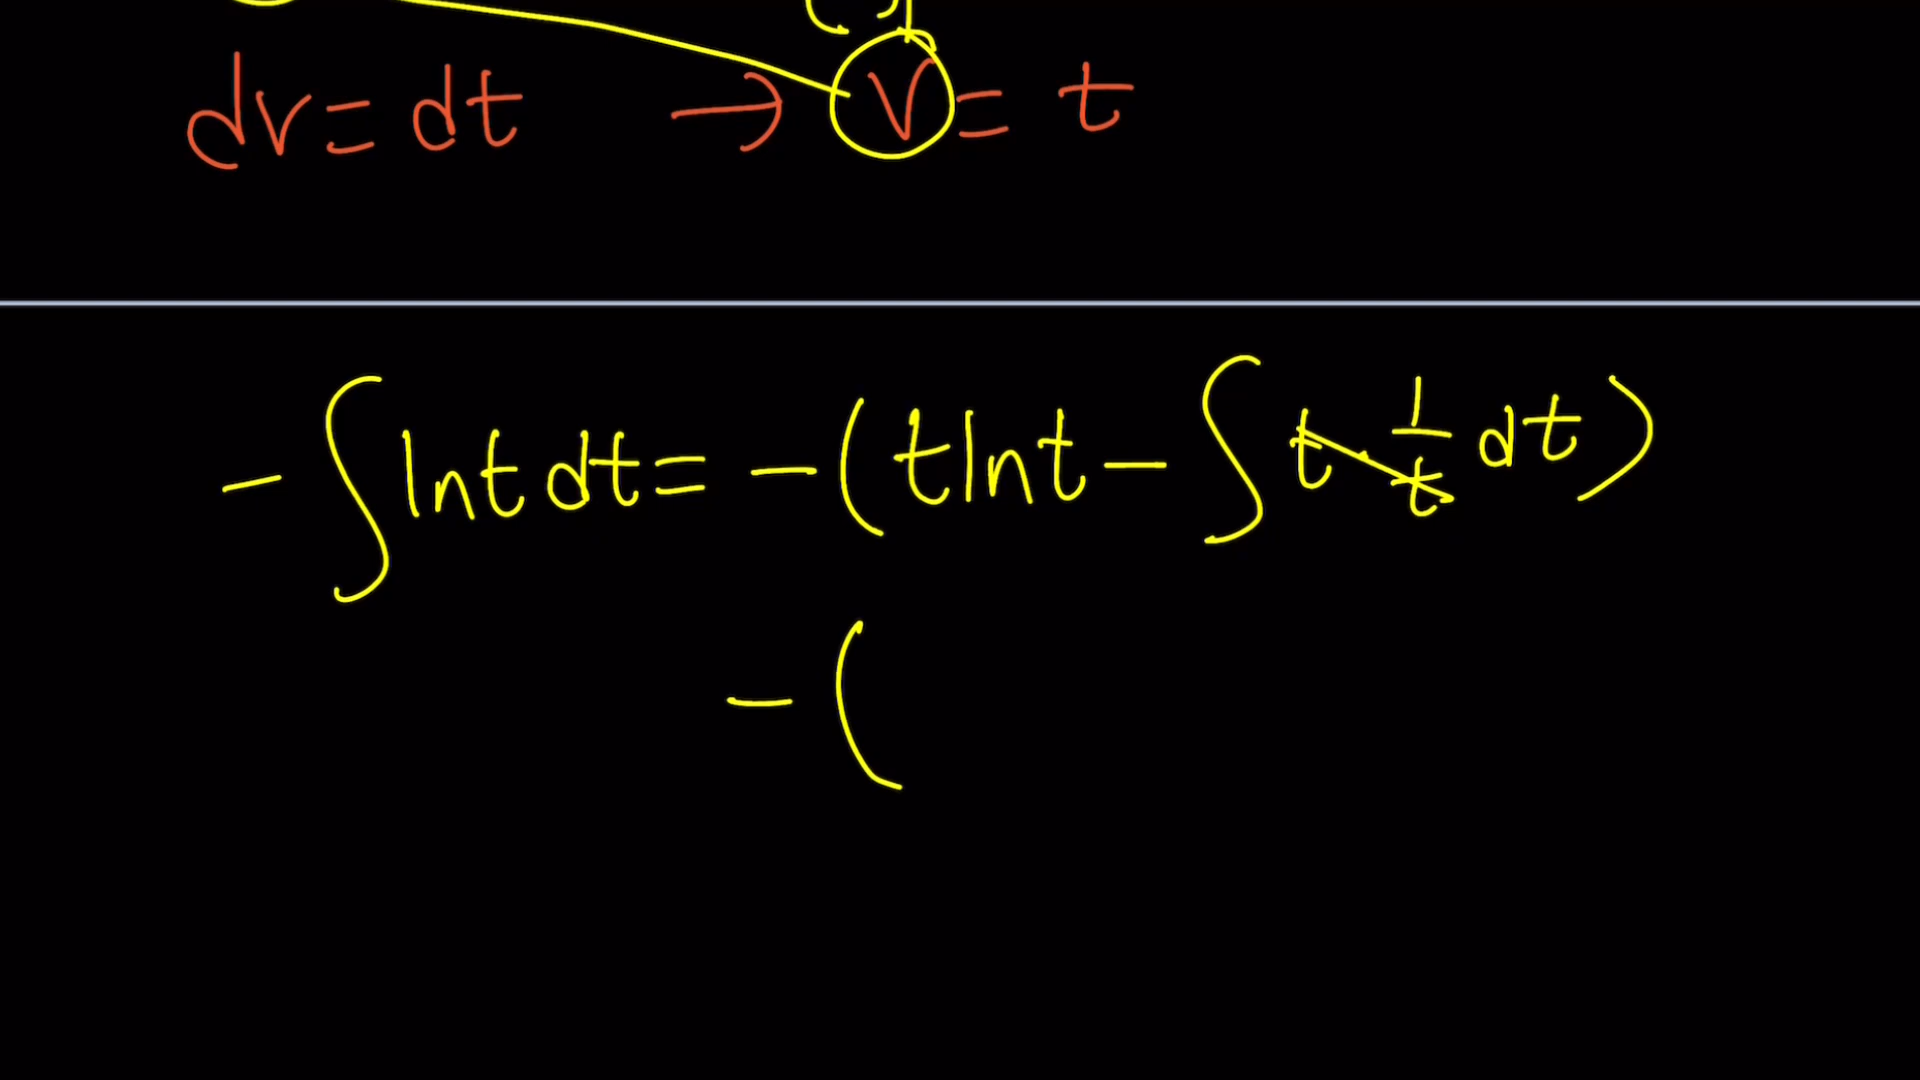 dv = dt → v = t
- ∫ ln t dt = - ( t ln t - ∫ t · 1/t dt )
- (